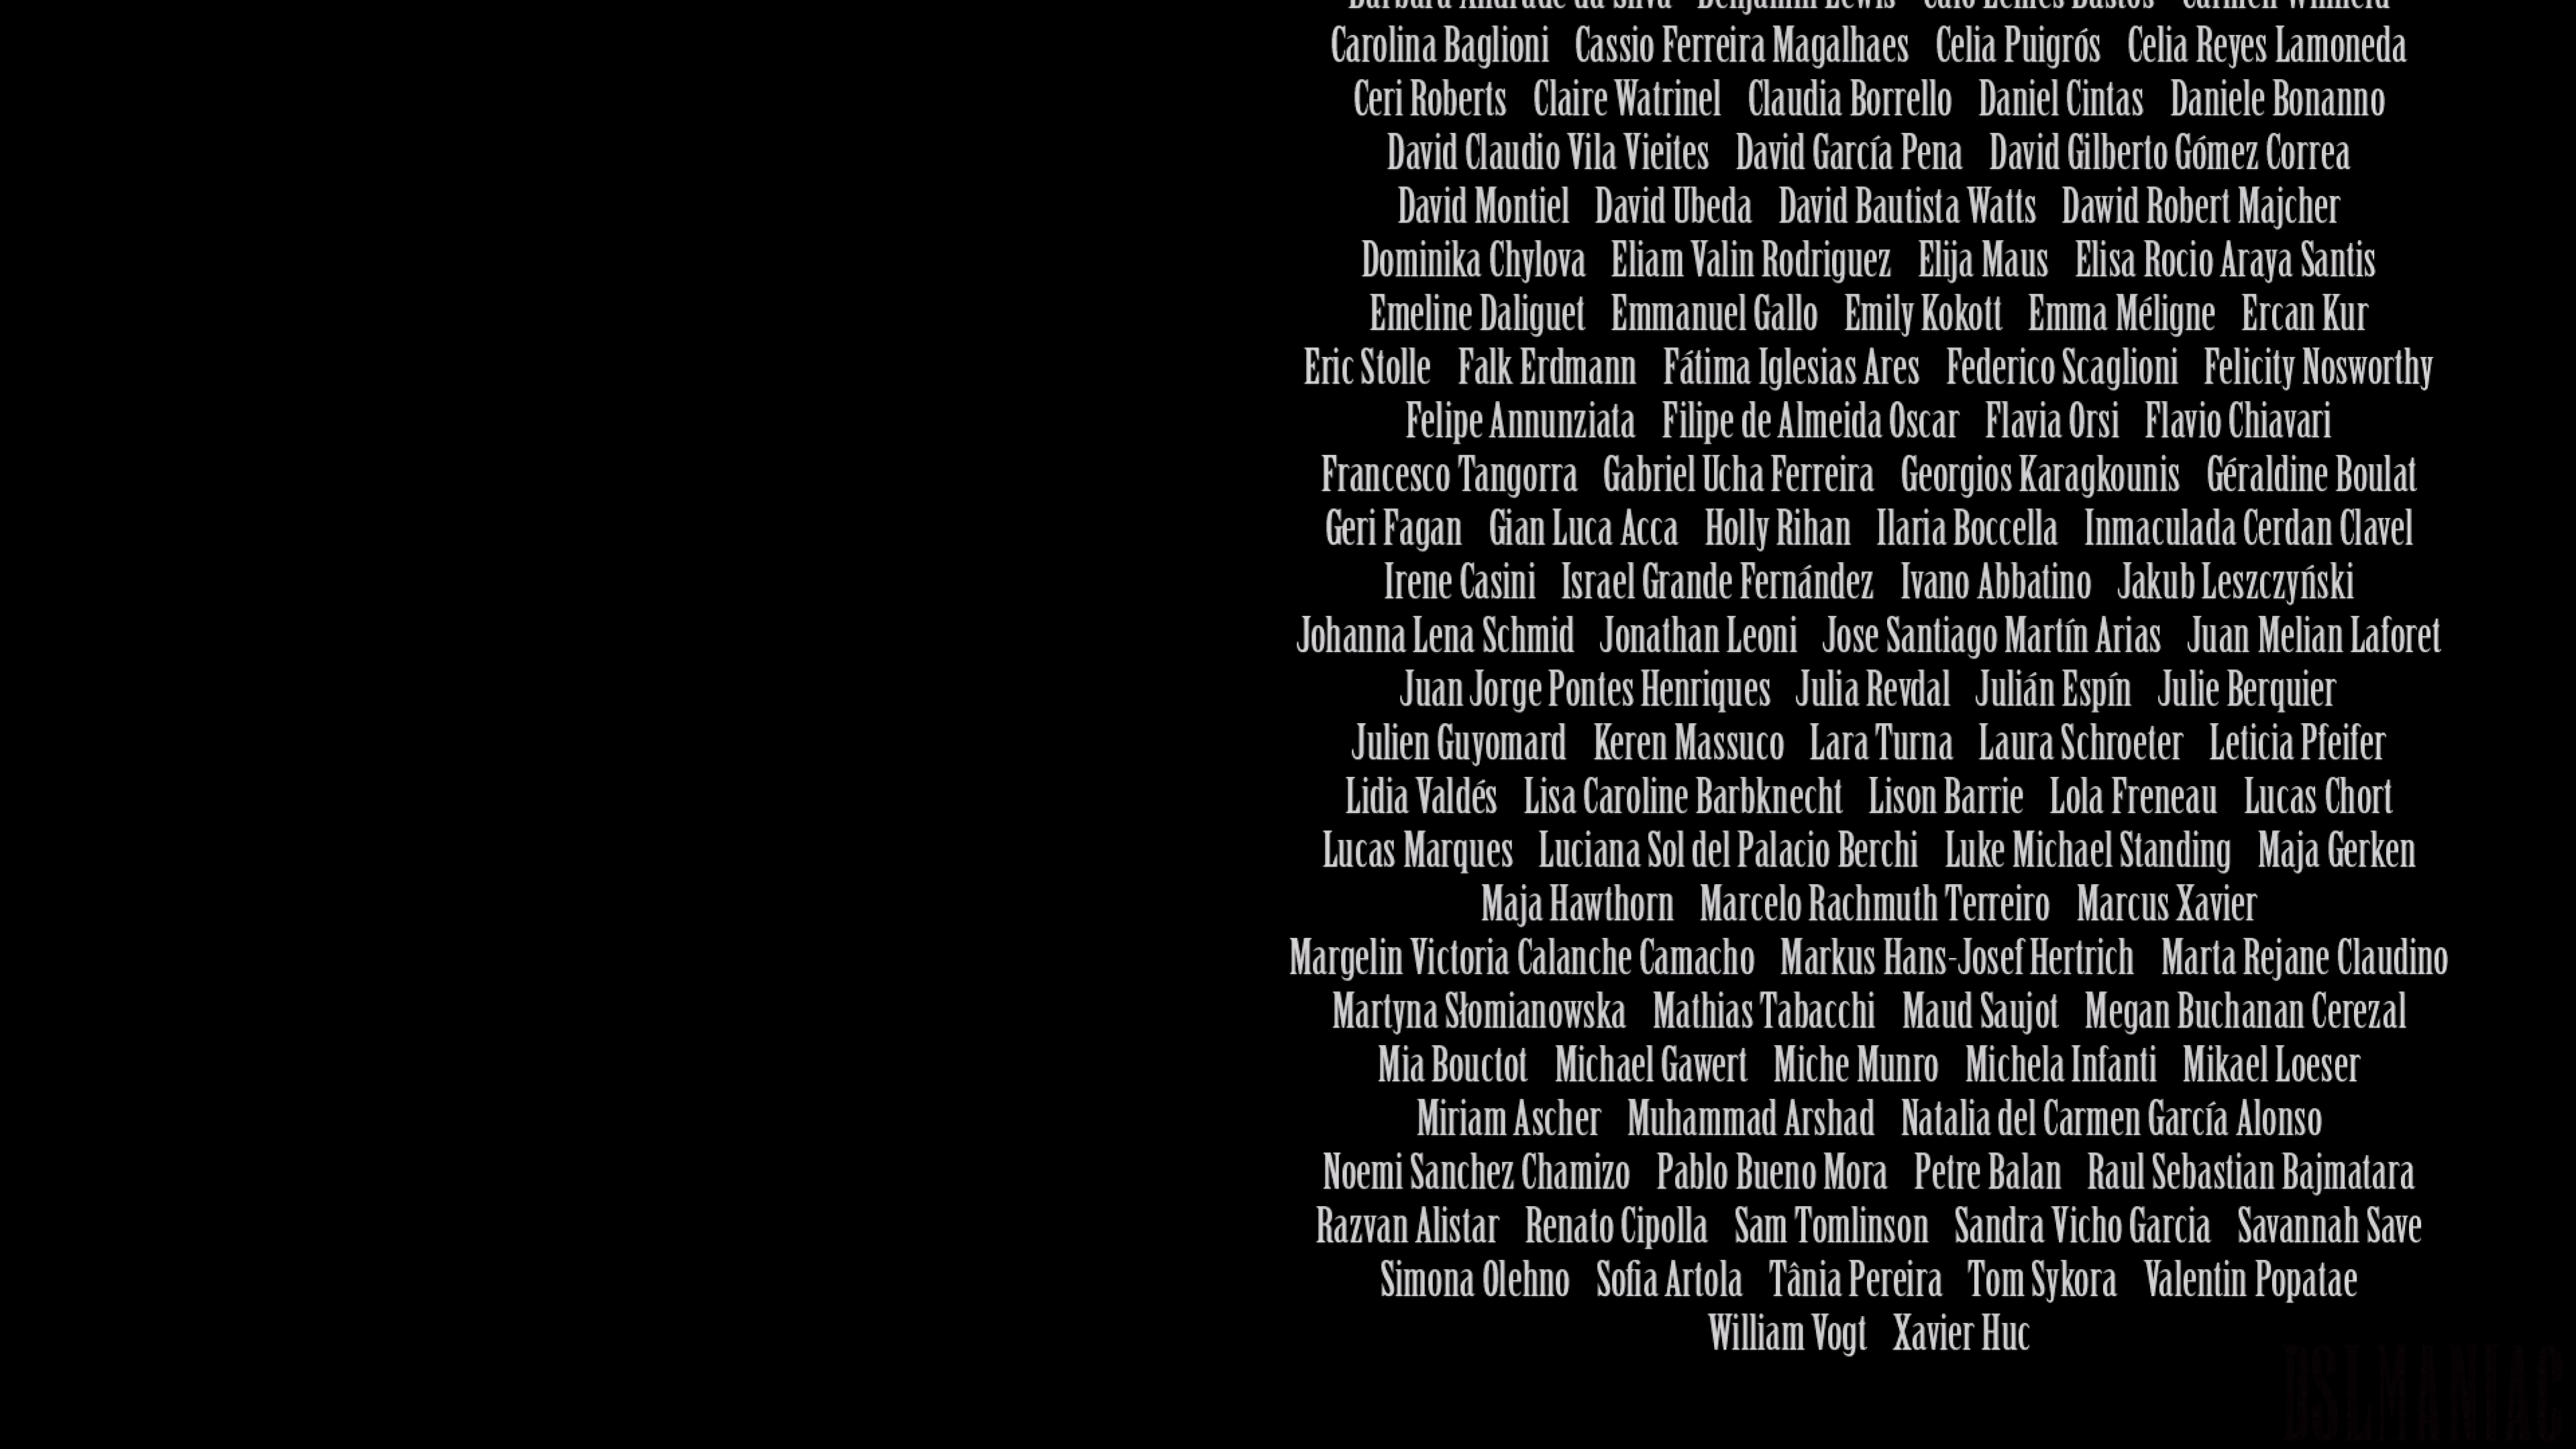 Barbara Andrade da Silva Benjamin Lewis Caio Lemes Bastos Carmen Winfield
Carolina Baglioni Cassio Ferreira Magalhaes Celia Puigrós Celia Reyes Lamoneda
Ceri Roberts Claire Watrinel Claudia Borrello Daniel Cintas Daniele Bonanno
David Claudio Vila Vieites David García Pena David Gilberto Gómez Correa
David Montiel David Ubeda David Bautista Watts Dawid Robert Majcher
Dominika Chylova Eliam Valin Rodriguez Elija Maus Elisa Rocio Araya Santis
Emeline Daliguet Emmanuel Gallo Emily Kokott Emma Méligne Ercan Kur
Eric Stolle Falk Erdmann Fátima Iglesias Ares Federico Scaglioni Felicity Nosworthy
Felipe Annunziata Filipe de Almeida Oscar Flavia Orsi Flavio Chiavari
Francesco Tangorra Gabriel Ucha Ferreira Georgios Karagkounis Géraldine Boulat
Geri Fagan Gian Luca Acca Holly Rihan Ilaria Boccella Inmaculada Cerdan Clavel
Irene Casini Israel Grande Fernández Ivano Abbatino Jakub Leszczyński
Johanna Lena Schmid Jonathan Leoni Jose Santiago Martín Arias Juan Melian Laforet
Juan Jorge Pontes Henriques Julia Revdal Julián Espín Julie Berquier
Julien Guyomard Keren Massuco Lara Turna Laura Schroeter Leticia Pfeifer
Lidia Valdés Lisa Caroline Barbknecht Lison Barrie Lola Freneau Lucas Chort
Lucas Marques Luciana Sol del Palacio Berchi Luke Michael Standing Maja Gerken
Maja Hawthorn Marcelo Rachmuth Terreiro Marcus Xavier
Margelin Victoria Calanche Camacho Markus Hans-Josef Hertrich Marta Rejane Claudino
Martyna Słomianowska Mathias Tabacchi Maud Saujot Megan Buchanan Cerezal
Mia Bouctot Michael Gawert Miche Munro Michela Infanti Mikael Loeser
Miriam Ascher Muhammad Arshad Natalia del Carmen García Alonso
Noemi Sanchez Chamizo Pablo Bueno Mora Petre Balan Raul Sebastian Bajmatara
Razvan Alistar Renato Cipolla Sam Tomlinson Sandra Vicho Garcia Savannah Save
Simona Olehno Sofia Artola Tânia Pereira Tom Sykora Valentin Popatae
William Vogt Xavier Huc
DSLMANIAC